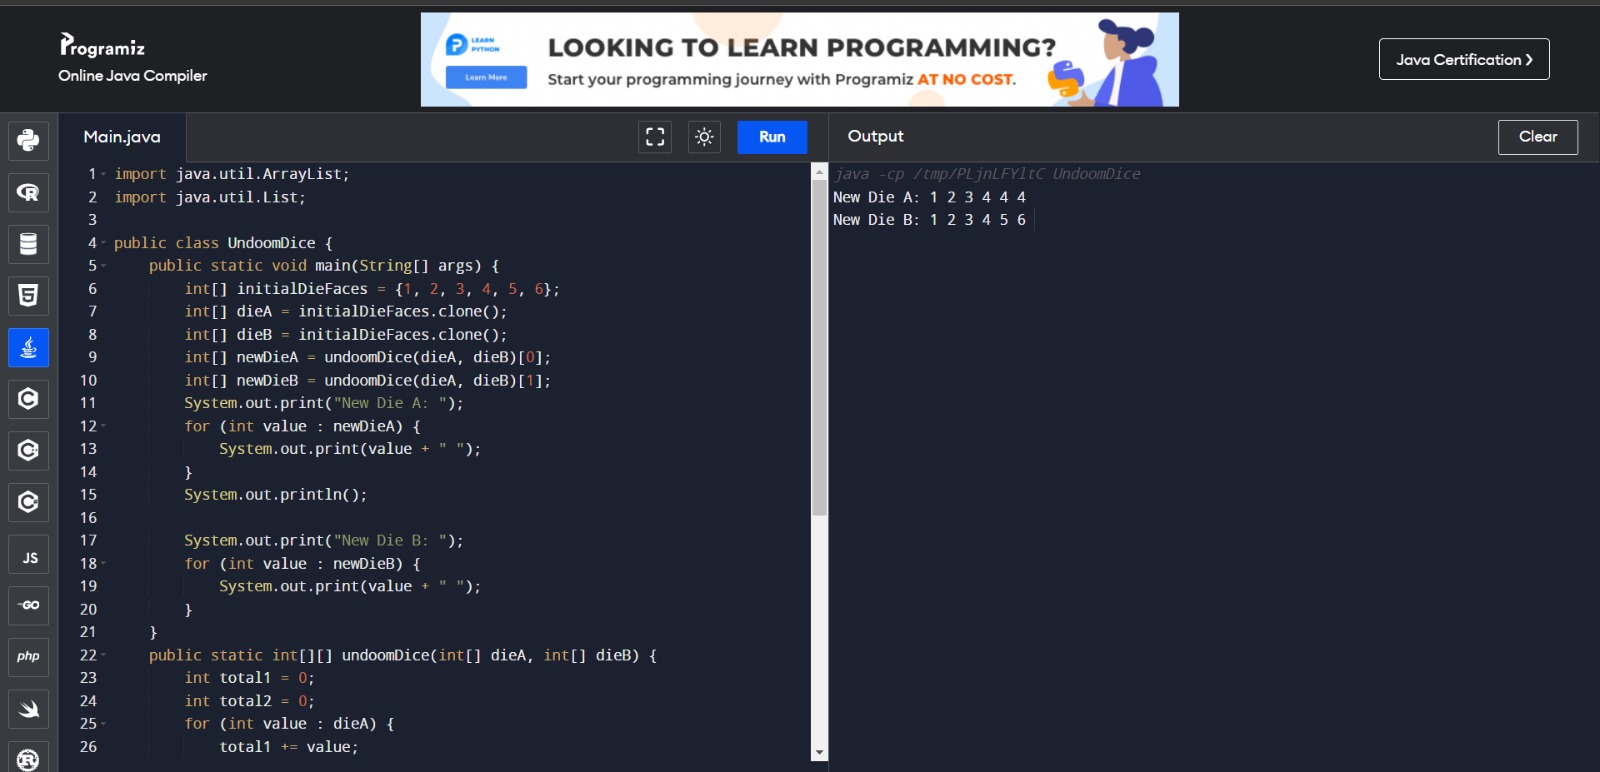 Programiz
Online Java Compiler
LEARN
PYTHON
Learn More
LOOKING TO LEARN PROGRAMMING?
Start your programming journey with Programiz AT NO COST.
Java Certification ❯
Main.java
Run
Output
Clear
1 import java.util.ArrayList;
2 import java.util.List;
3
4 public class UndoomDice {
5     public static void main(String[] args) {
6         int[] initialDieFaces = {1, 2, 3, 4, 5, 6};
7         int[] dieA = initialDieFaces.clone();
8         int[] dieB = initialDieFaces.clone();
9         int[] newDieA = undoomDice(dieA, dieB)[0];
10         int[] newDieB = undoomDice(dieA, dieB)[1];
11         System.out.print("New Die A: ");
12         for (int value : newDieA) {
13             System.out.print(value + " ");
14         }
15         System.out.println();
16
17         System.out.print("New Die B: ");
18         for (int value : newDieB) {
19             System.out.print(value + " ");
20         }
21     }
22     public static int[][] undoomDice(int[] dieA, int[] dieB) {
23         int total1 = 0;
24         int total2 = 0;
25         for (int value : dieA) {
26             total1 += value;
java -cp /tmp/PLjnLFYltC UndoomDice
New Die A: 1 2 3 4 4 4
New Die B: 1 2 3 4 5 6
R
5
C
C
C
JS
GO
php
R